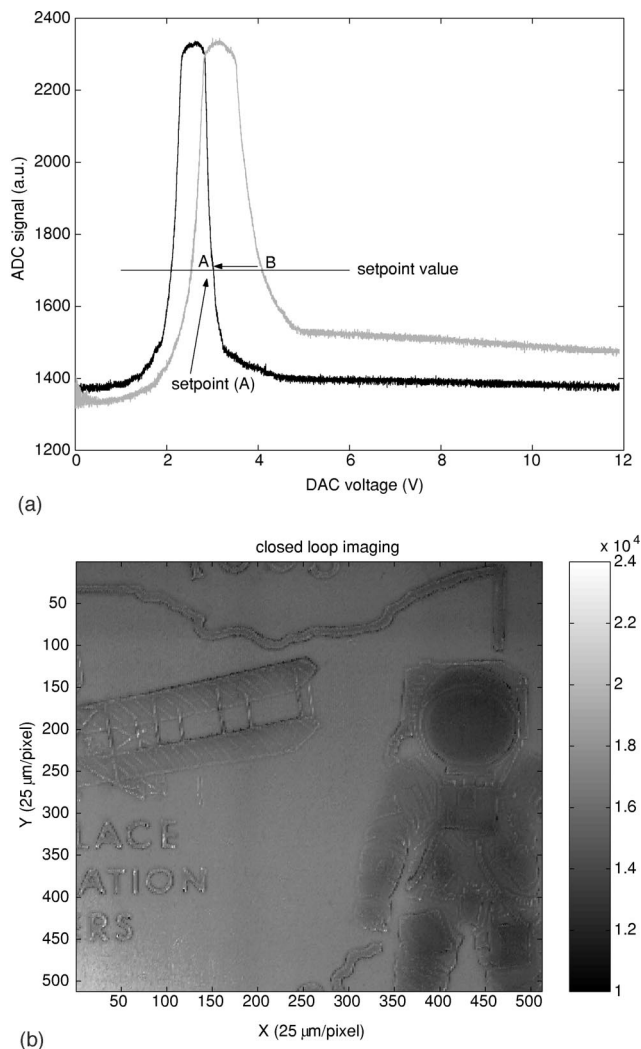 2400
2200
2000
1800
1600
1400
1200
ADC signal (a.u.)
A B
setpoint value
setpoint (A)
0 2 4 6 8 10 12
DAC voltage (V)
(a)
closed loop imaging
x 10⁴
50
100
150
200
250
300
350
400
450
500
Y (25 µm/pixel)
LACE
ATION
ERS
50 100 150 200 250 300 350 400 450 500
X (25 µm/pixel)
2.4
2.2
2
1.8
1.6
1.4
1.2
1
(b)